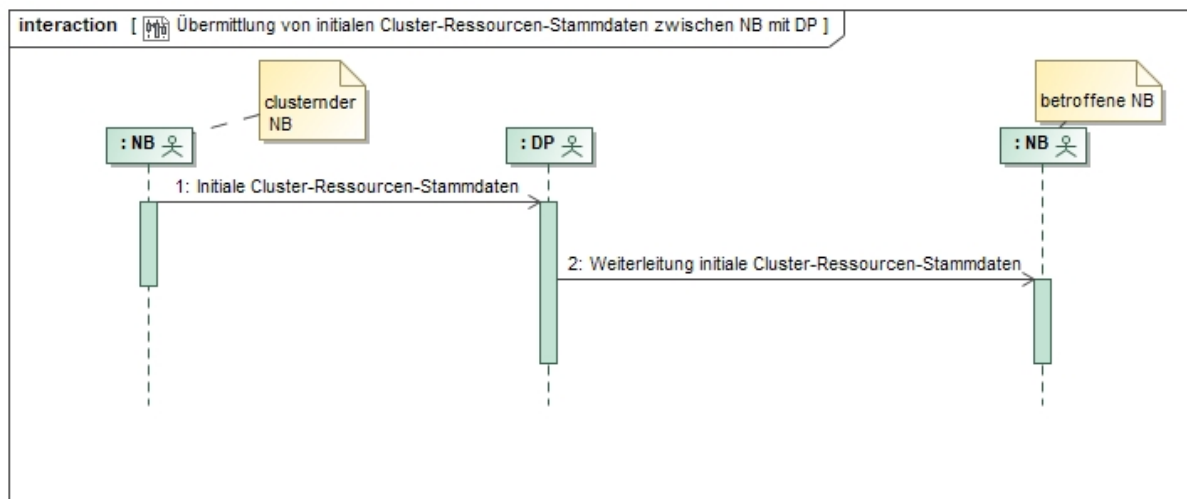 interaction [ Übermittlung von initialen Cluster-Ressourcen-Stammdaten zwischen NB mit DP ]
clusternder
NB
betroffene NB
: NB
: DP
: NB
1: Initiale Cluster-Ressourcen-Stammdaten
2: Weiterleitung initiale Cluster-Ressourcen-Stammdaten